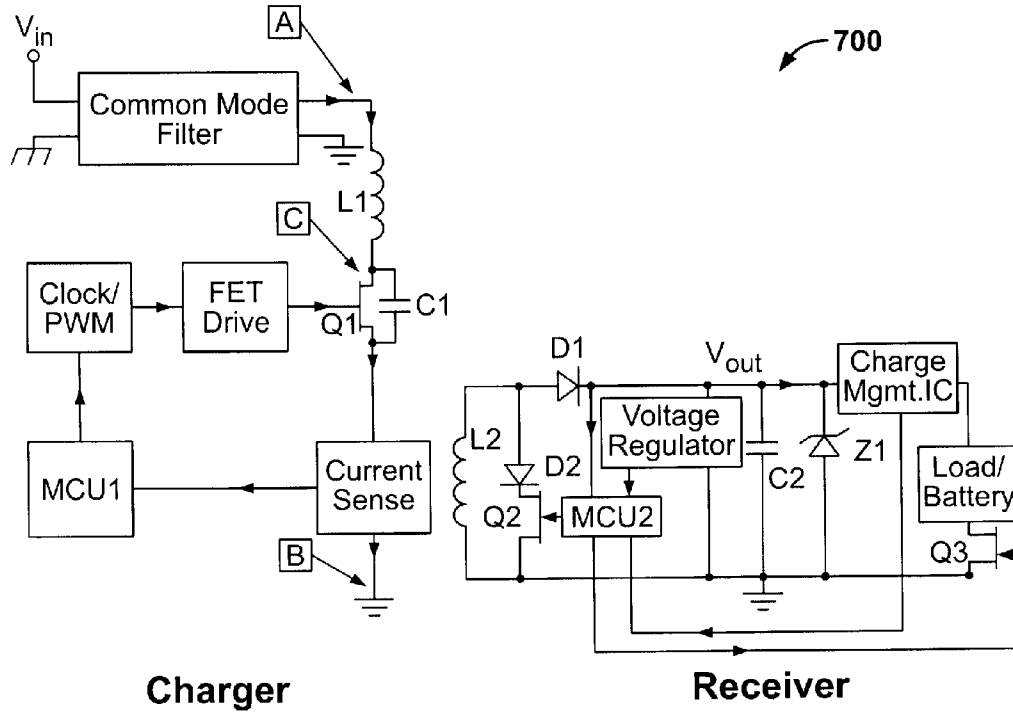 A
700
Vin
Common Mode
Filter
L1
C
Clock/
PWM
FET
Drive
Q1
C1
MCU1
Current
Sense
B
D1
Vout
Charge
Mgmt.IC
Voltage
Regulator
L2
D2
C2
Z1
Load/
Battery
Q2
MCU2
Q3
Charger
Receiver